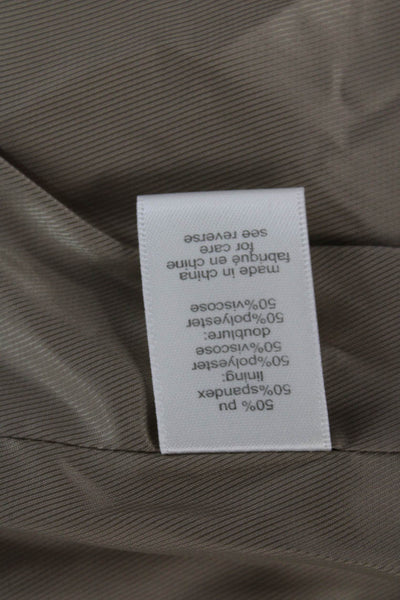 50% pu
50%spandex
lining:
50%polyester
50%viscose
doublure:
50%polyester
50%viscose
made in china
fabriqué en chine
for care
see reverse